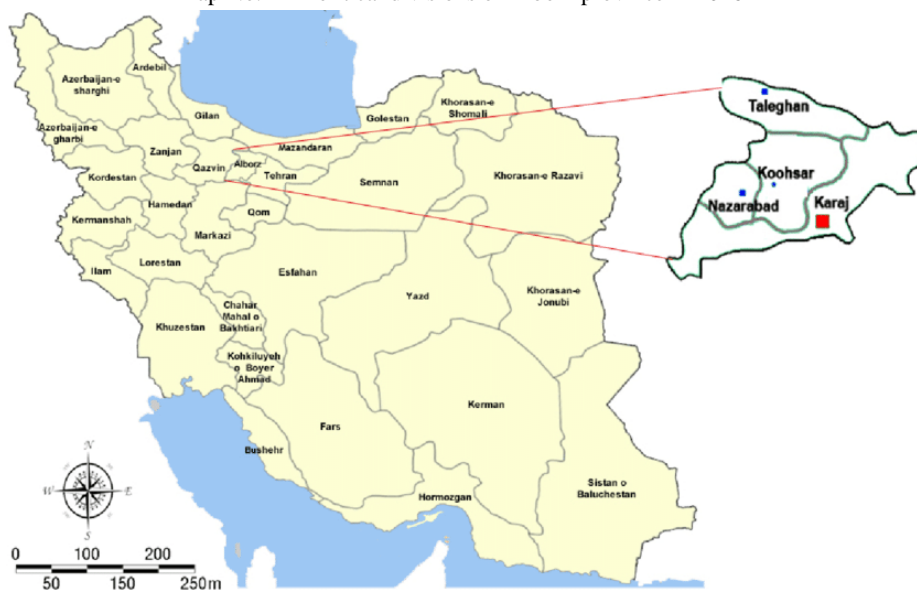 Ardebil
Azerbaijan-e
sharghi
Gilan
Golestan
Khorasan-e
Shomali
Azerbaijan-e
gharbi
Zanjan
Mazandaran
Qazvin
Alborz
Tehran
Semnan
Khorasan-e Razavi
Kordestan
Hamedan
Qom
Kermanshah
Markazi
Lorestan
Ilam
Esfahan
Yazd
Khorasan-e
Jonubi
Chahar
Mahal o
Bakhtiari
Khuzestan
Kohkiluyeh
o Boyer
Ahmad
Kerman
Fars
Bushehr
Sistan o
Baluchestan
Hormozgan
Taleghan
Koohsar
Nazarabad
Karaj
N
W E
S
0 100 200
50 150 250m